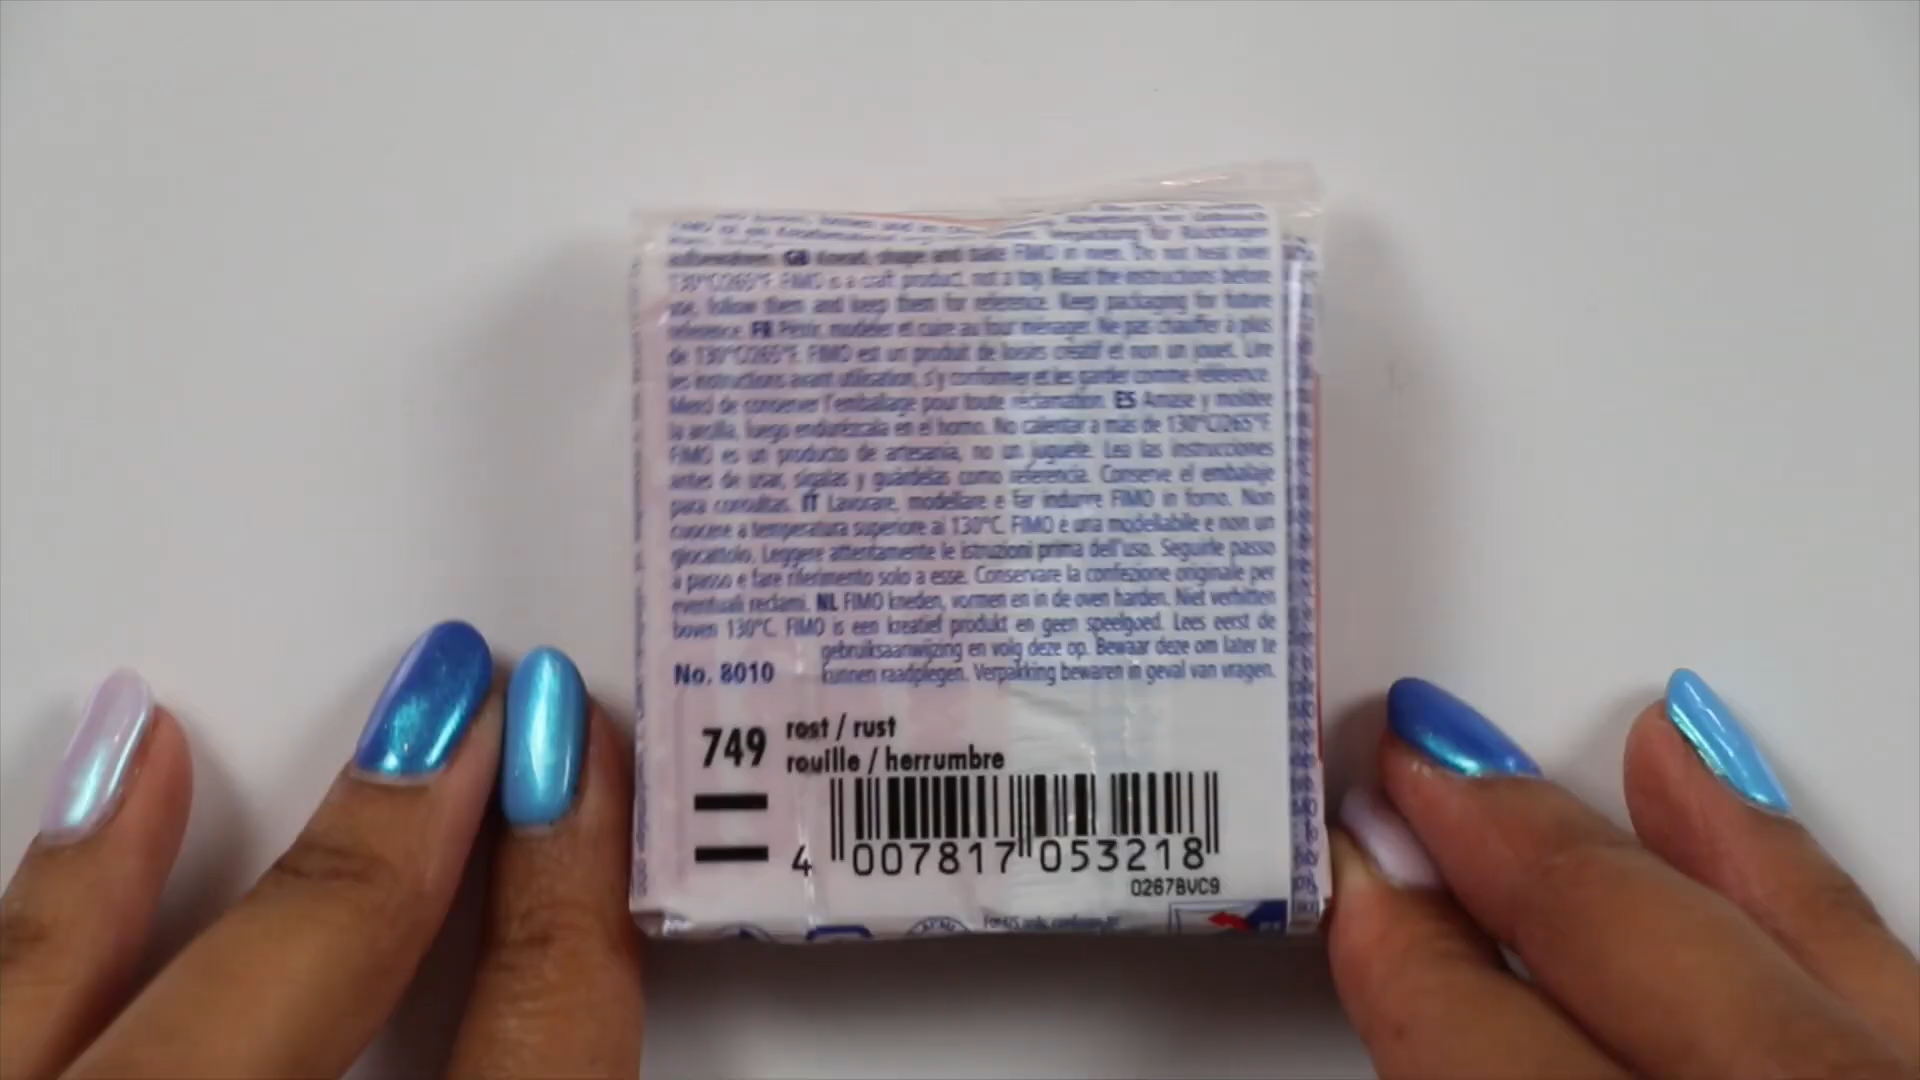 GB Knead, shape and bake FIMO in oven. Do not heat over
130°C/265°F. FIMO is a craft product, not a toy. Read the instructions before
use, follow them and keep them for reference. Keep packaging for future
reference. FR Pétrir, modeler et cuire au four ménager. Ne pas chauffer à plus
de 130°C/265°F. FIMO est un produit de loisirs créatif et non un jouet. Lire
les instructions avant utilisation, s'y conformer et les garder comme référence.
Merci de conserver l'emballage pour toute réclamation. ES Amase y moldee
la arcilla, luego endurézcala en el horno. No calentar a más de 130°C/265°F.
FIMO es un producto de artesanía, no un juguete. Lea las instrucciones
antes de usar, sígalas y guárdelas como referencia. Conserve el embalaje
para consultas. IT Lavorare, modellare e far indurire FIMO in forno. Non
cuocere a temperatura superiore ai 130°C. FIMO è una modellabile e non un
giocattolo. Leggere attentamente le istruzioni prima dell'uso. Seguirle passo
a passo e fare riferimento solo a esse. Conservare la confezione originale per
eventuali reclami. NL FIMO kneden, vormen en in de oven harden. Niet verhitten
boven 130°C. FIMO is een kreatief produkt en geen speelgoed. Lees eerst de
gebruiksaanwijzing en volg deze op. Bewaar deze om later te
No. 8010 kunnen raadplegen. Verpakking bewaren in geval van vragen.
749 rost / rust
rouille / herrumbre
4 007817 053218
0267BVC9